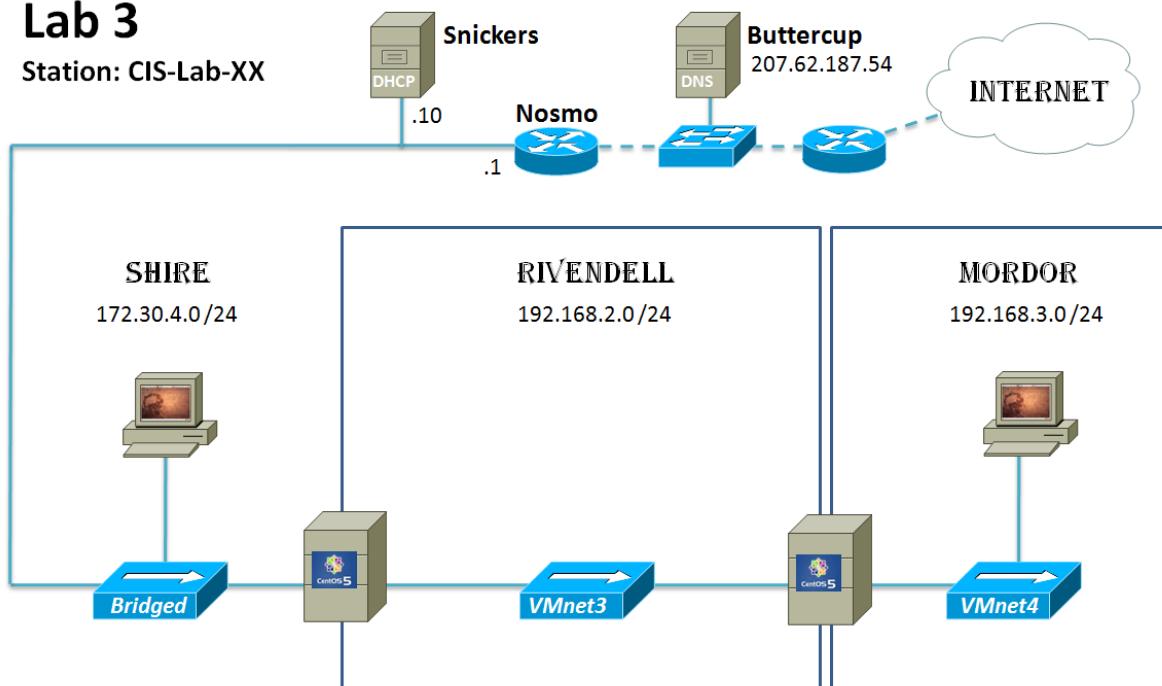 Lab 3
Station: CIS-Lab-XX
Snickers
DHCP
.10
Nosmo
.1
Buttercup
207.62.187.54
DNS
INTERNET
SHIRE
172.30.4.0 /24
RIVENDELL
192.168.2.0 /24
MORDOR
192.168.3.0 /24
CentOS 5
CentOS 5
Bridged
VMnet3
VMnet4